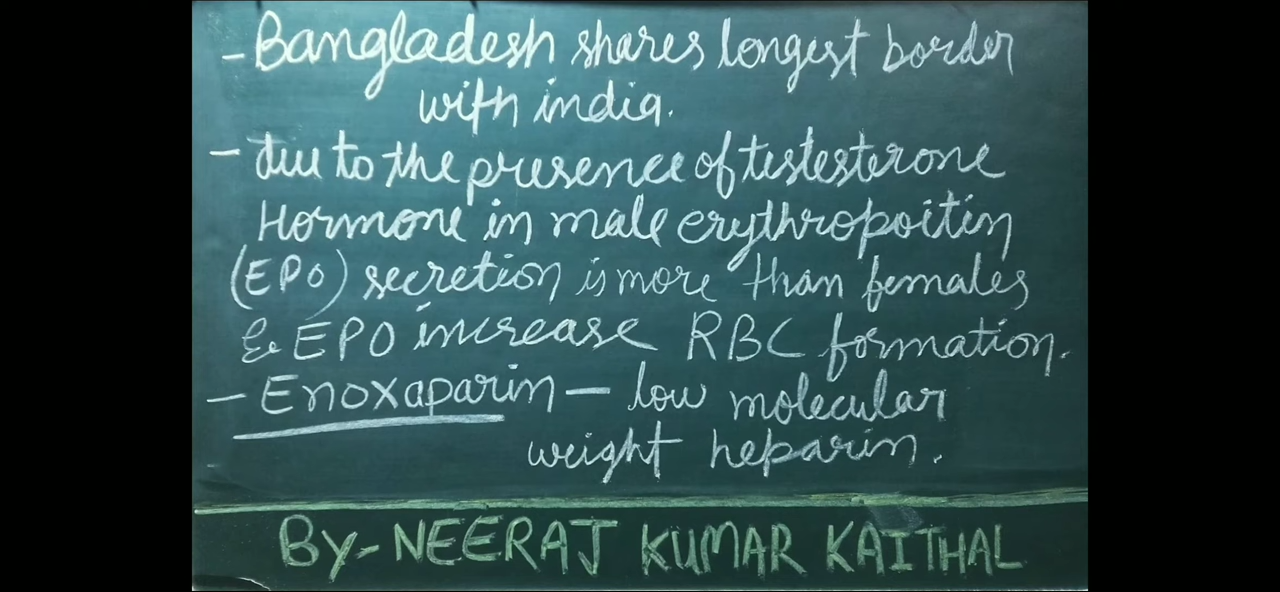 - Bangladesh shares longest border
with india.
- due to the presence of testesterone
Hormone in male erythropoitin
(EPO) secretion is more than females
& EPO increase RBC formation.
- Enoxaparin - low molecular
weight heparin.
By- NEERAJ KUMAR KAITHAL